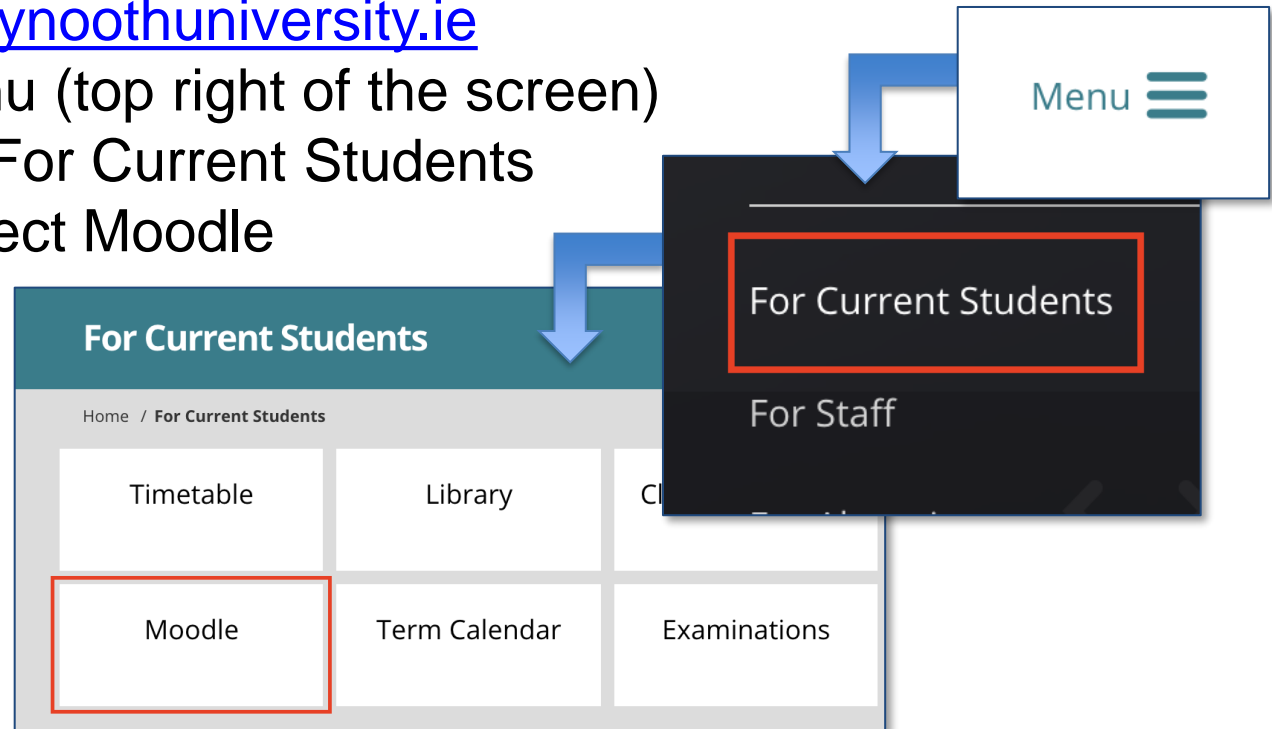 ynoothuniversity.ie
u (top right of the screen)
For Current Students
ect Moodle
Menu
For Current Students
For Staff
For Current Students
Home / For Current Students
Timetable
Library
Moodle
Term Calendar
Examinations